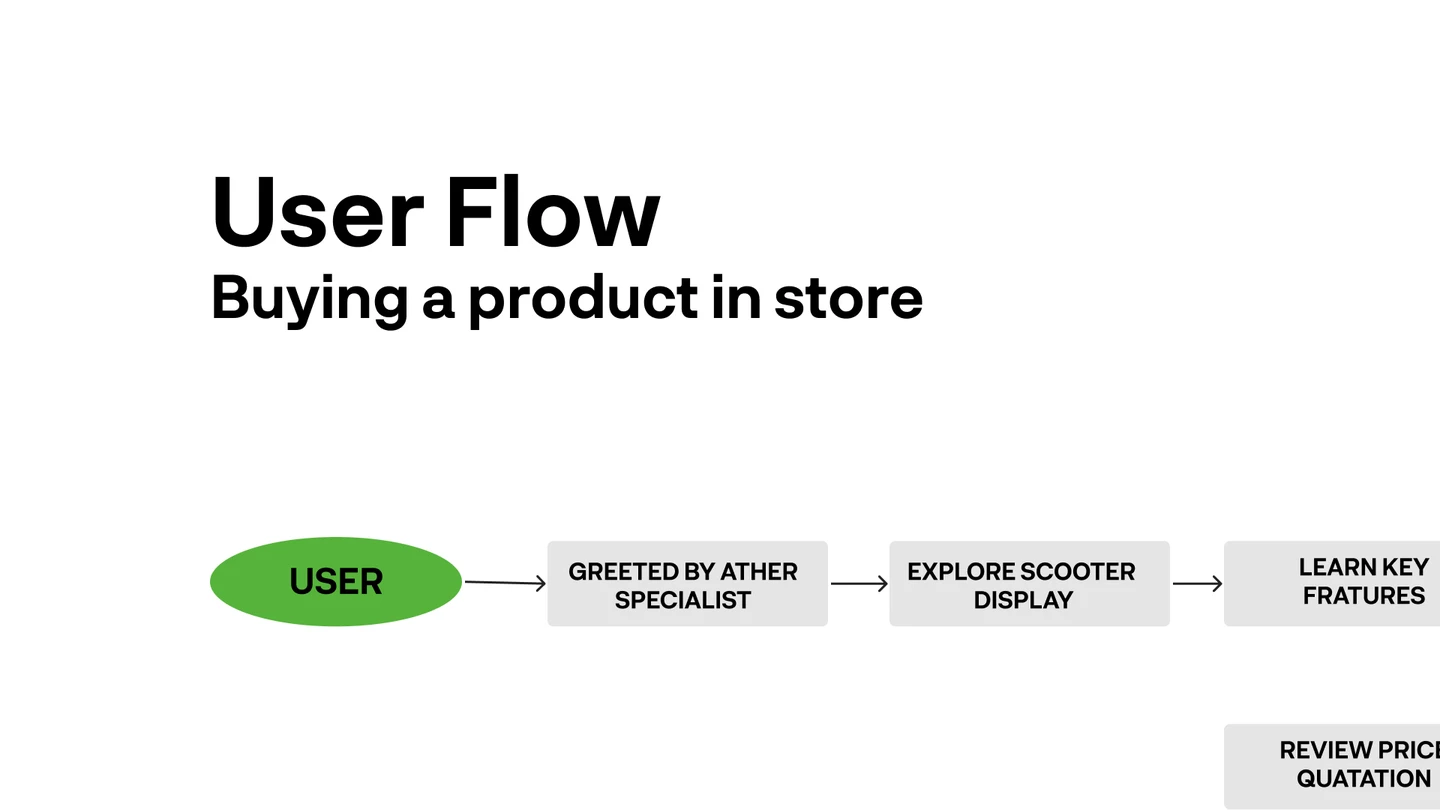 User Flow
Buying a product in store
USER
GREETED BY ATHER
SPECIALIST
EXPLORE SCOOTER
DISPLAY
LEARN KEY
FRATURES
REVIEW PRICE
QUATATION